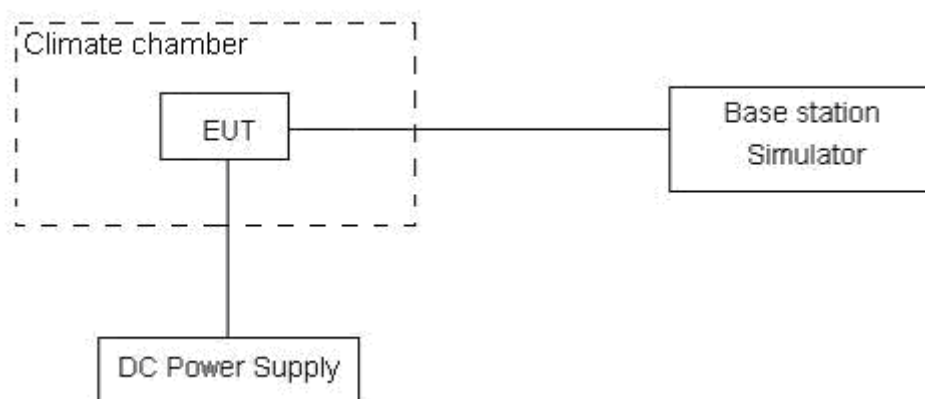 Climate chamber
EUT
Base station
Simulator
DC Power Supply